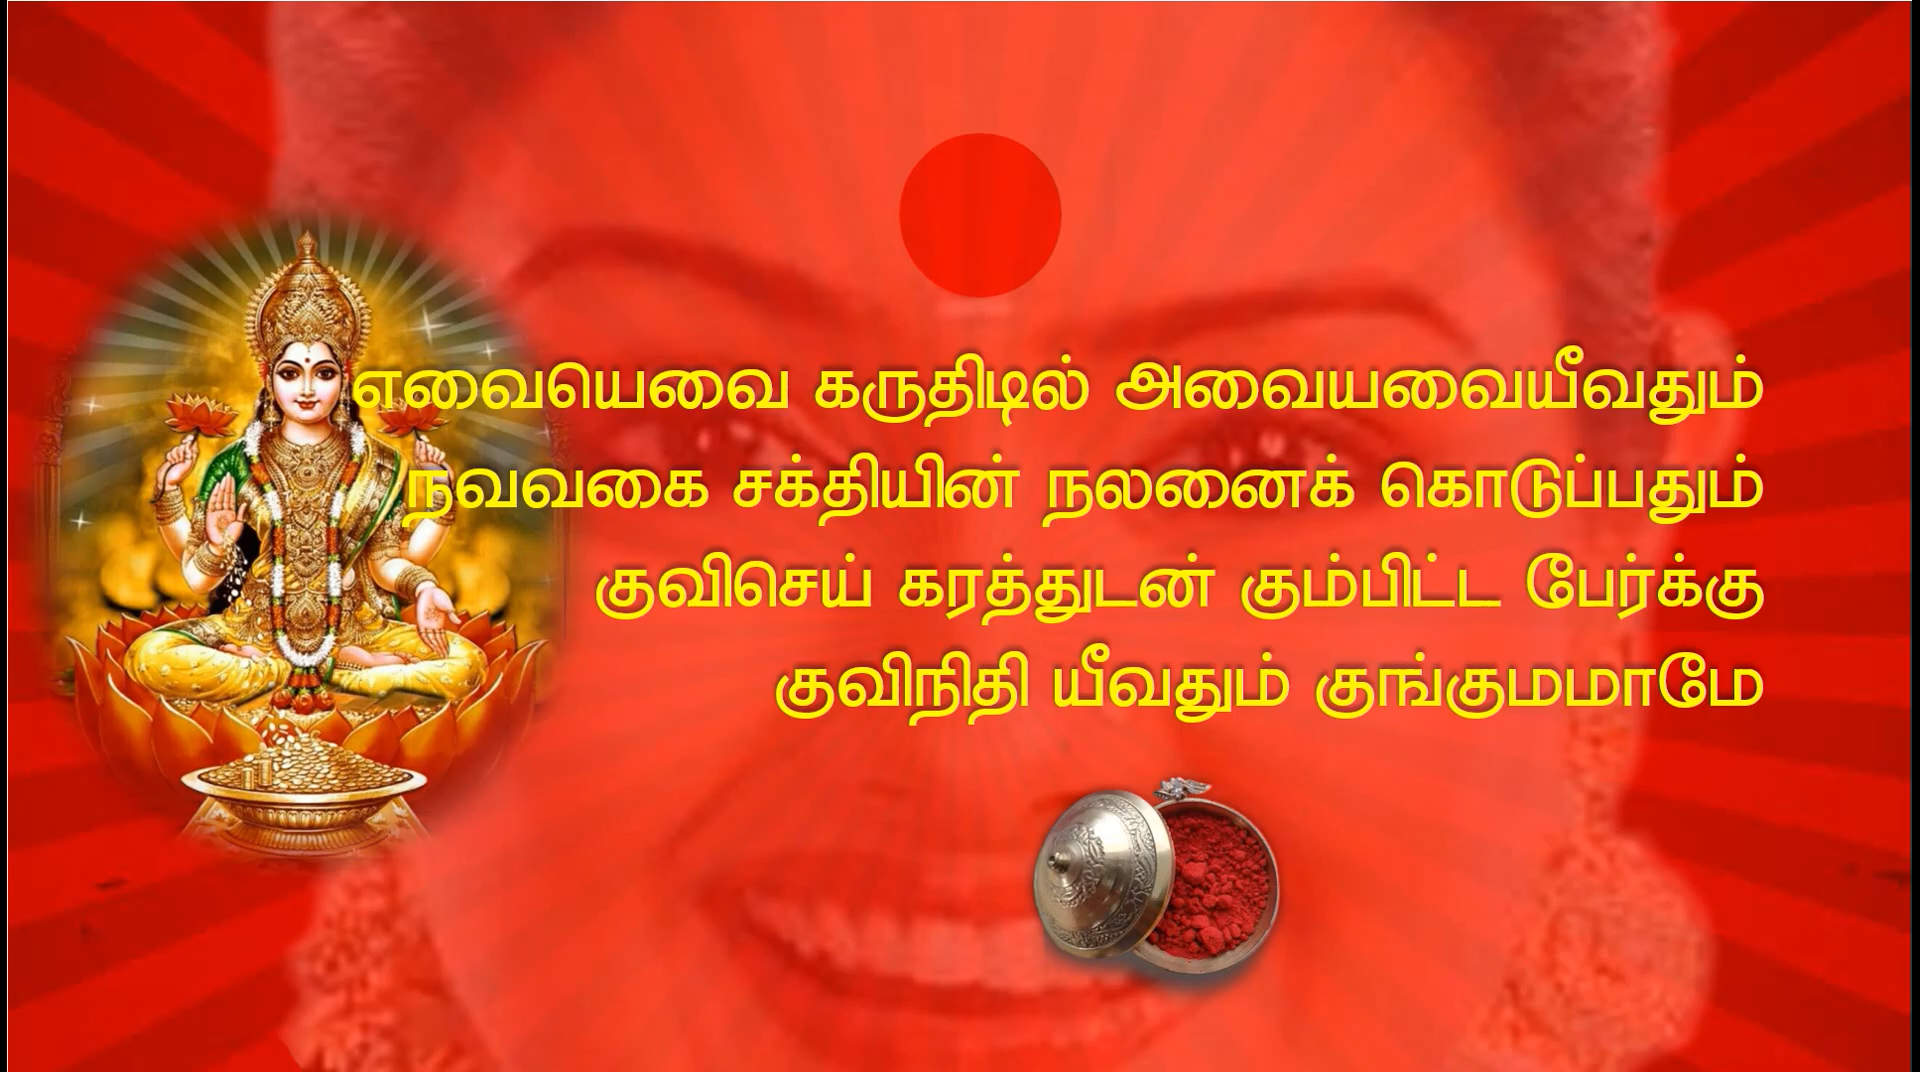 எவையெவை கருதிடில் அவையவையீவதும்
நவவகை சக்தியின் நலனைக் கொடுப்பதும்
குவிசெய் கரத்துடன் கும்பிட்ட பேர்க்கு
குவிநிதி யீவதும் குங்குமமாமே